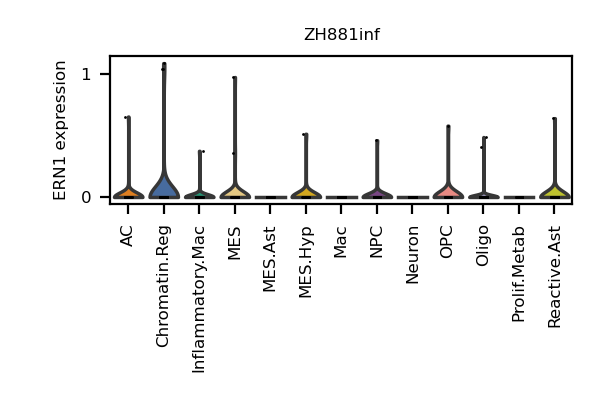 ZH881inf
ERN1 expression
1
0
AC
Chromatin.Reg
Inflammatory.Mac
MES
MES.Ast
MES.Hyp
Mac
NPC
Neuron
OPC
Oligo
Prolif.Metab
Reactive.Ast